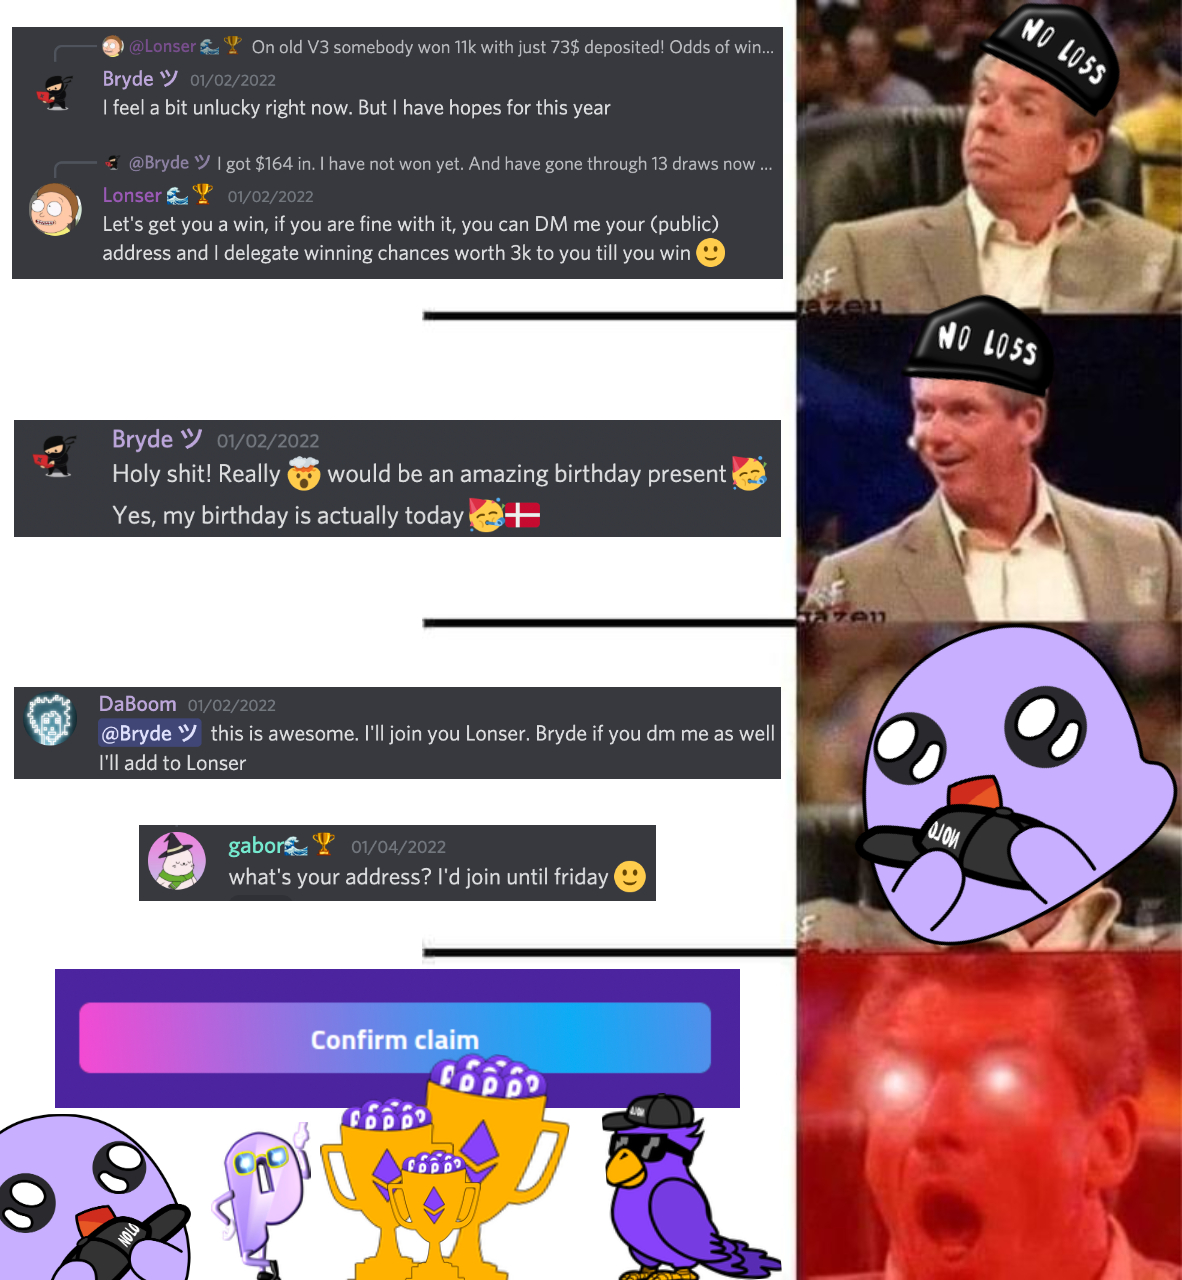 @Lonser 🌊 🏆 On old V3 somebody won 11k with just 73$ deposited! Odds of win...
Bryde ツ 01/02/2022
I feel a bit unlucky right now. But I have hopes for this year
@Bryde ツ I got $164 in. I have not won yet. And have gone through 13 draws now ...
Lonser 🌊 🏆 01/02/2022
Let's get you a win, if you are fine with it, you can DM me your (public)
address and I delegate winning chances worth 3k to you till you win 🙂
NO LOSS
Bryde ツ 01/02/2022
Holy shit! Really 🤯 would be an amazing birthday present 🥳
Yes, my birthday is actually today 🥳🇩🇰
NO LOSS
DaBoom 01/02/2022
@Bryde ツ this is awesome. I'll join you Lonser. Bryde if you dm me as well
I'll add to Lonser
gabor🌊 🏆 01/04/2022
what's your address? I'd join until friday 🙂
Confirm claim